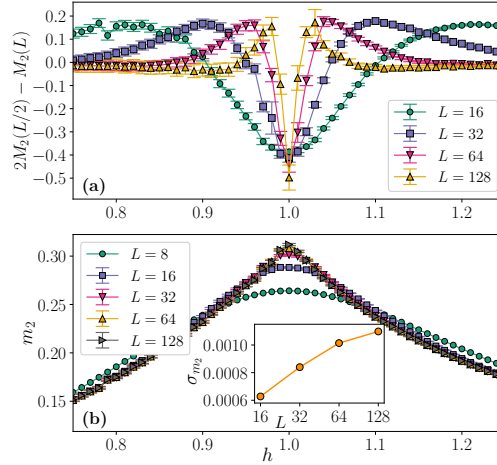 2M₂(L/2) − M₂(L)
0.2
0.1
0.0
−0.1
−0.2
−0.3
−0.4
−0.5
(a)
L = 16
L = 32
L = 64
L = 128
0.8
0.9
1.0
1.1
1.2
m₂
0.30
0.25
0.20
0.15
L = 8
L = 16
L = 32
L = 64
L = 128
(b)
σₘ₂
0.0010
0.0008
0.0006
16
32
64
128
L
0.8
0.9
1.0
1.1
1.2
h